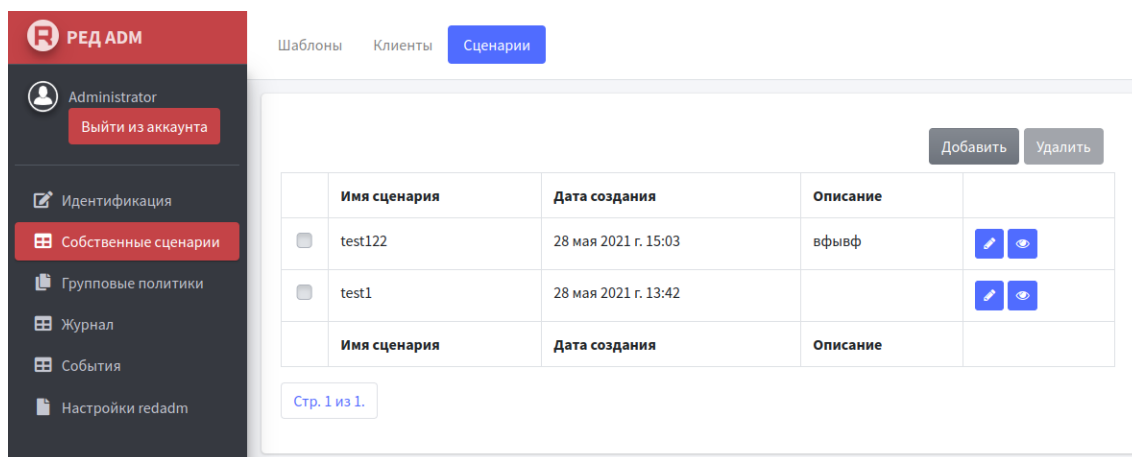 РЕД ADM
Administrator
Выйти из аккаунта
Идентификация
Собственные сценарии
Групповые политики
Журнал
События
Настройки redadm
Шаблоны Клиенты Сценарии
Добавить Удалить
Имя сценария Дата создания Описание
test122 28 мая 2021 г. 15:03 вфывф
test1 28 мая 2021 г. 13:42
Имя сценария Дата создания Описание
Стр. 1 из 1.